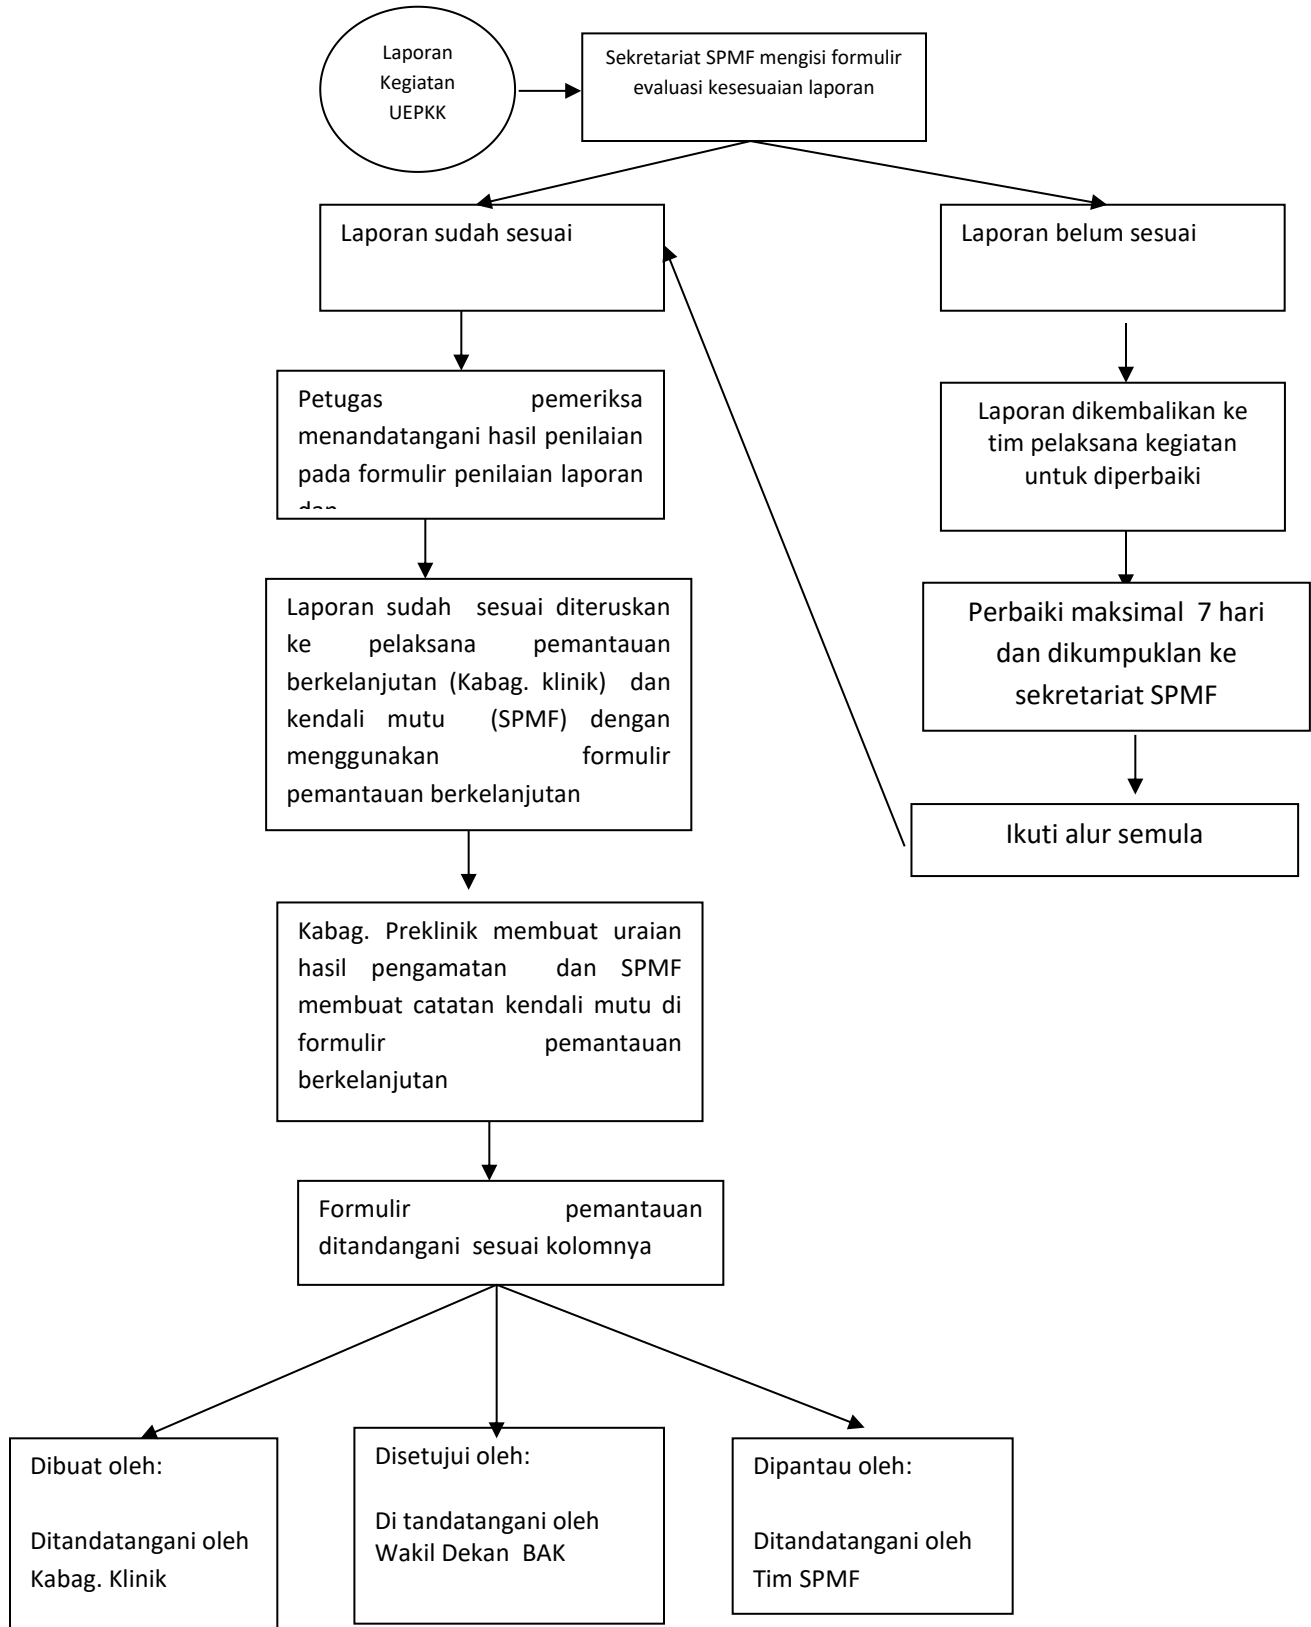 Laporan
Kegiatan
UEPKK
Sekretariat SPMF mengisi formulir
evaluasi kesesuaian laporan
Laporan sudah sesuai
Laporan belum sesuai
Petugas pemeriksa
menandatangani hasil penilaian
pada formulir penilaian laporan
dan
Laporan dikembalikan ke
tim pelaksana kegiatan
untuk diperbaiki
Laporan sudah sesuai diteruskan
ke pelaksana pemantauan
berkelanjutan (Kabag. klinik) dan
kendali mutu (SPMF) dengan
menggunakan formulir
pemantauan berkelanjutan
Perbaiki maksimal 7 hari
dan dikumpuklan ke
sekretariat SPMF
Ikuti alur semula
Kabag. Preklinik membuat uraian
hasil pengamatan dan SPMF
membuat catatan kendali mutu di
formulir pemantauan
berkelanjutan
Formulir pemantauan
ditandangani sesuai kolomnya
Dibuat oleh:
Ditandatangani oleh
Kabag. Klinik
Disetujui oleh:
Di tandatangani oleh
Wakil Dekan BAK
Dipantau oleh:
Ditandatangani oleh
Tim SPMF